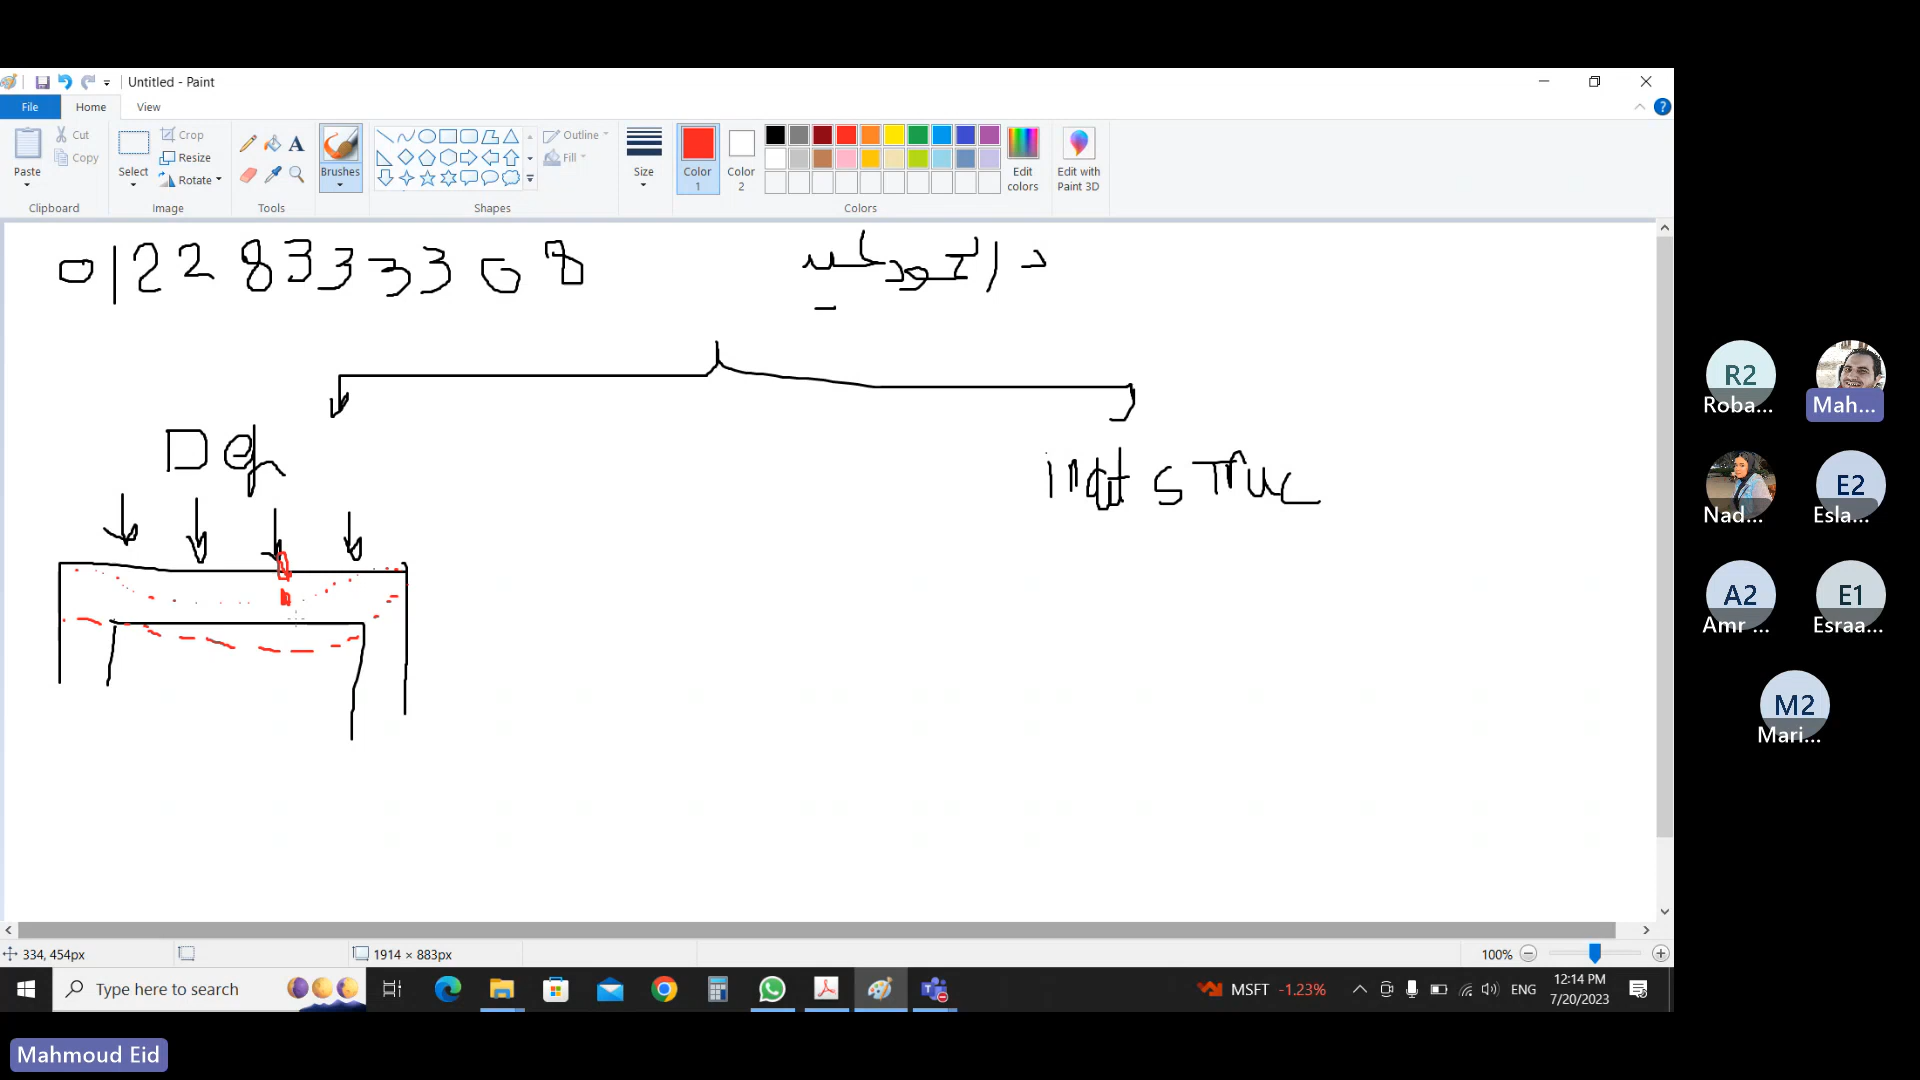 Untitled - Paint
File Home View
Paste Cut Copy Clipboard
Select Crop Resize Rotate Image
Tools
Brushes
Shapes Outline Fill
Size
Color 1 Color 2 Edit colors Edit with Paint 3D Colors
Def
struc
R2 Roba...
Mah...
Nad...
E2 Esla...
A2 Amr ...
E1 Esraa...
M2 Mari...
334, 454px
1914 × 883px
100%
Type here to search
MSFT -1.23%
ENG
12:14 PM
7/20/2023
Mahmoud Eid